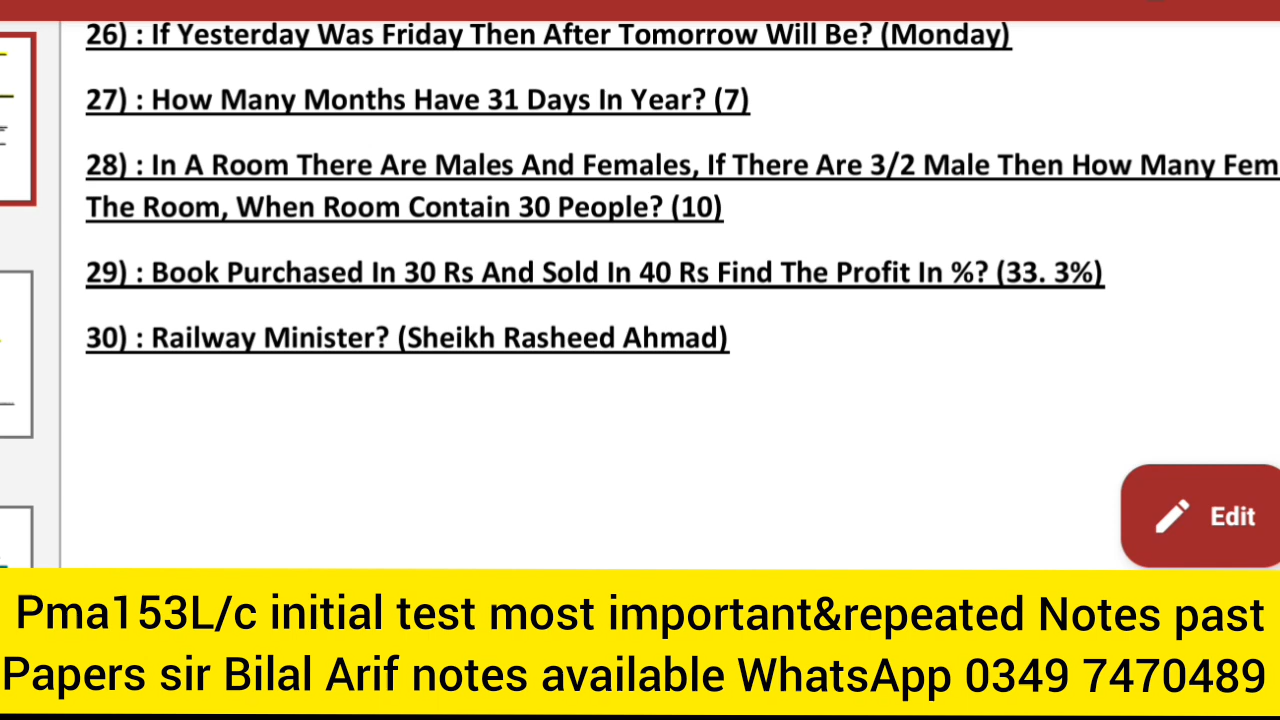 26) : If Yesterday Was Friday Then After Tomorrow Will Be? (Monday)
27) : How Many Months Have 31 Days In Year? (7)
28) : In A Room There Are Males And Females, If There Are 3/2 Male Then How Many Fem
The Room, When Room Contain 30 People? (10)
29) : Book Purchased In 30 Rs And Sold In 40 Rs Find The Profit In %? (33. 3%)
30) : Railway Minister? (Sheikh Rasheed Ahmad)
Edit
Pma153L/c initial test most important&repeated Notes past
Papers sir Bilal Arif notes available WhatsApp 0349 7470489